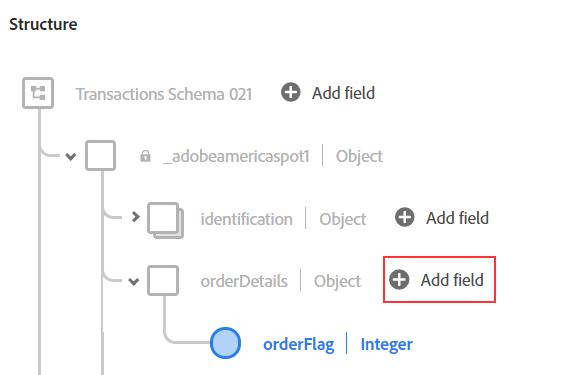 Structure
Transactions Schema 021 Add field
_adobeamericaspot1 | Object
identification | Object Add field
orderDetails | Object Add field
orderFlag | Integer